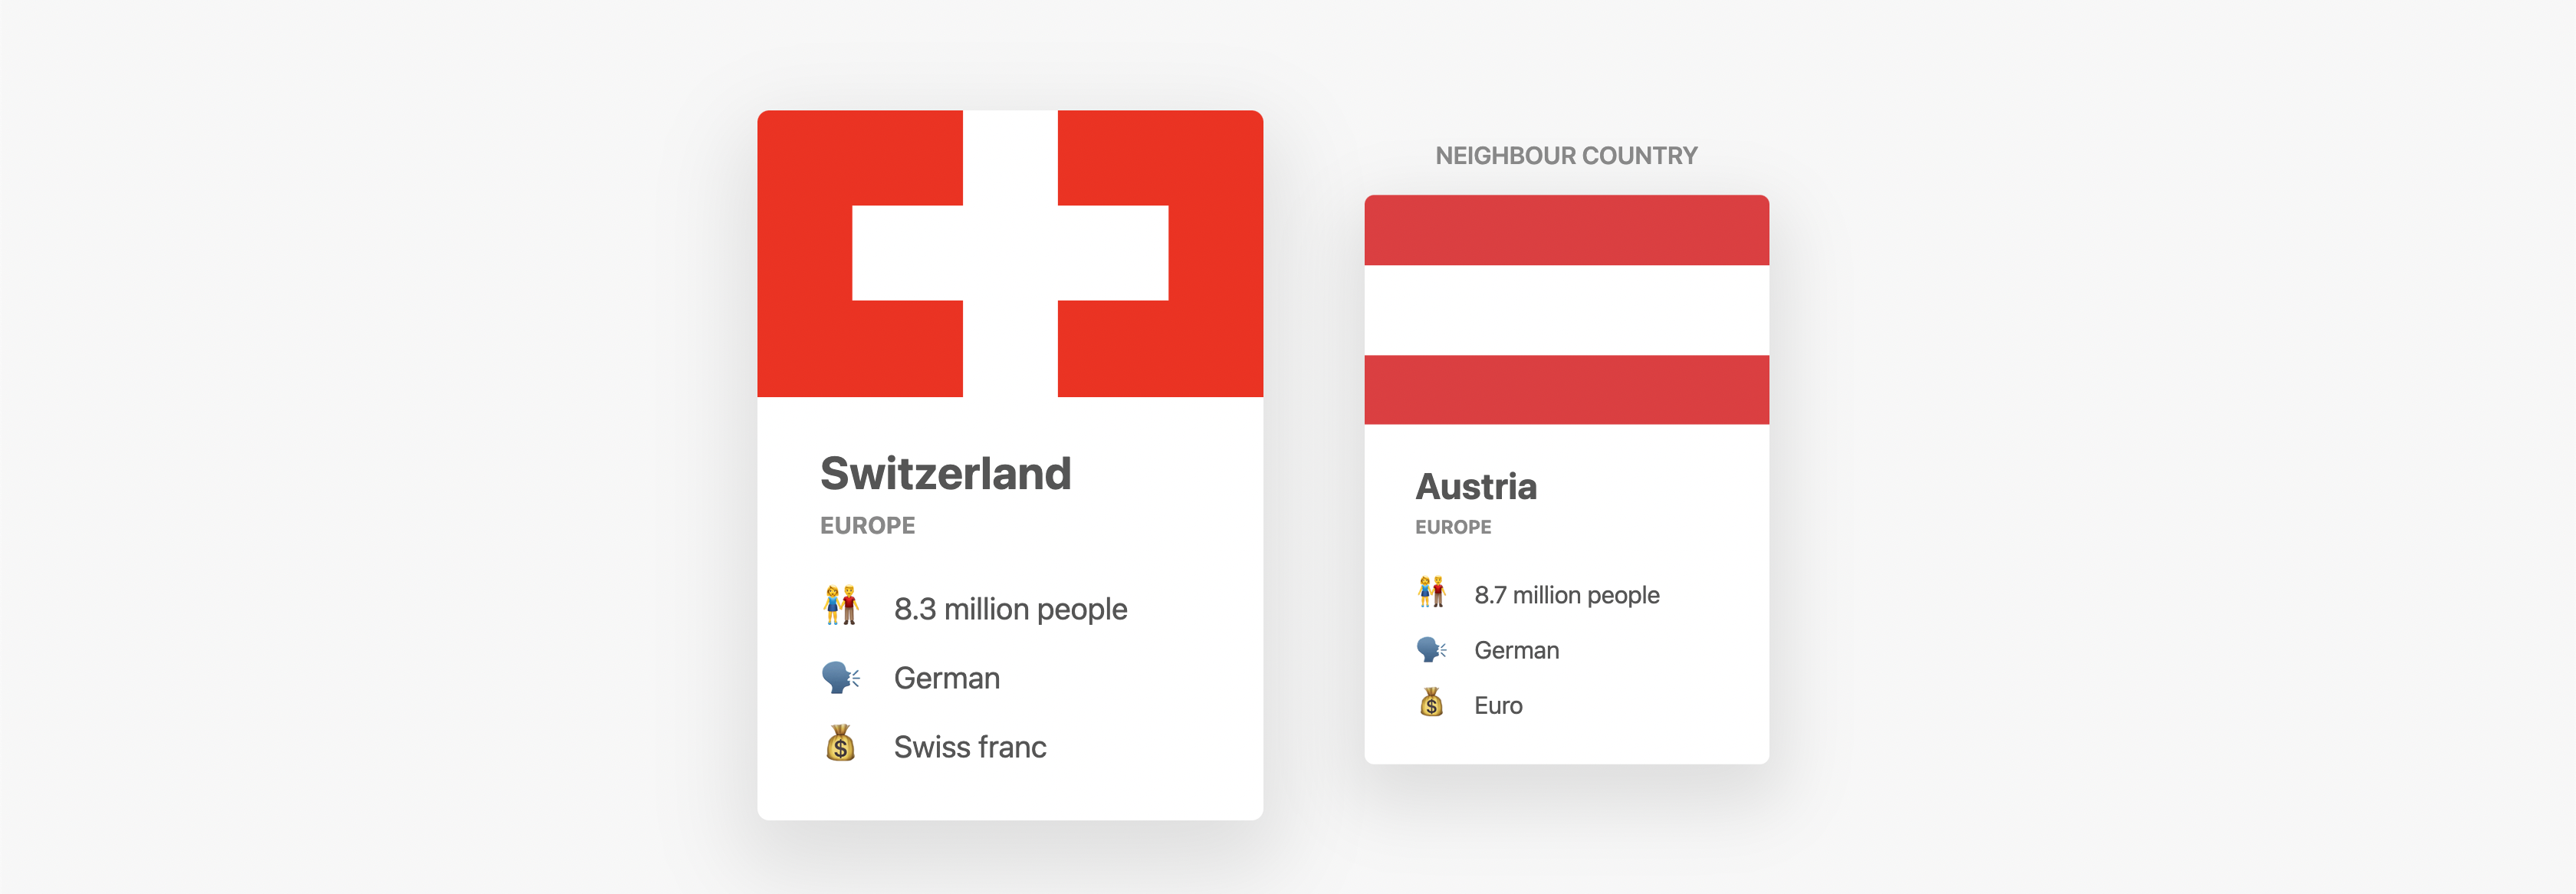 Switzerland
EUROPE
8.3 million people
German
Swiss franc
NEIGHBOUR COUNTRY
Austria
EUROPE
8.7 million people
German
Euro